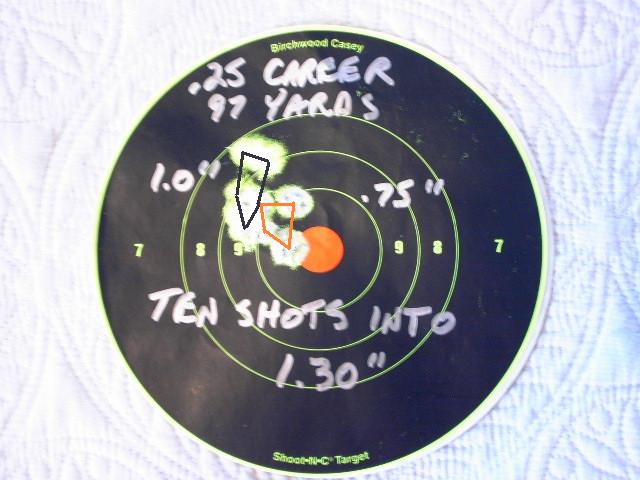 Birchwood Casey
.25 CAREER
97 YARDS
1.0" .75"
7 8 9 9 8 7
TEN SHOTS INTO
1.30"
Shoot•N•C® Target